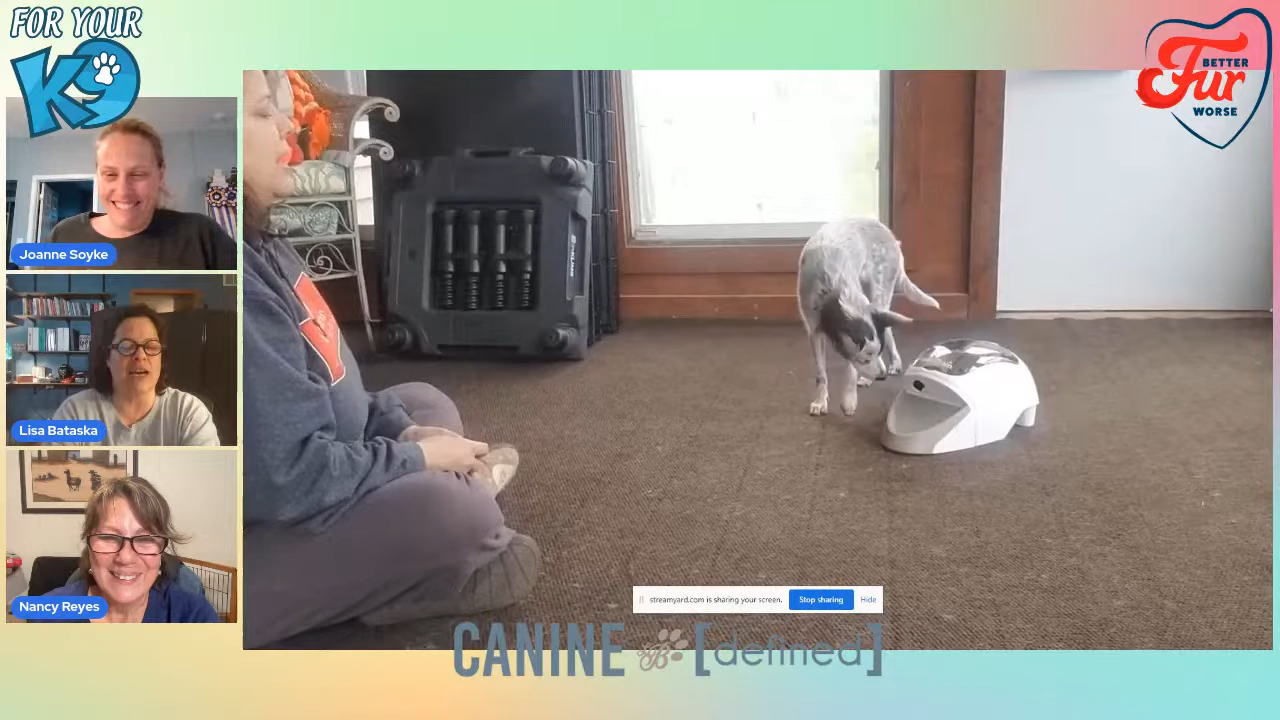 FOR YOUR
K9
BETTER
Fur
WORSE
Joanne Soyke
Lisa Bataska
Nancy Reyes
streamyard.com is sharing your screen.
Stop sharing
Hide
CANINE [defined]